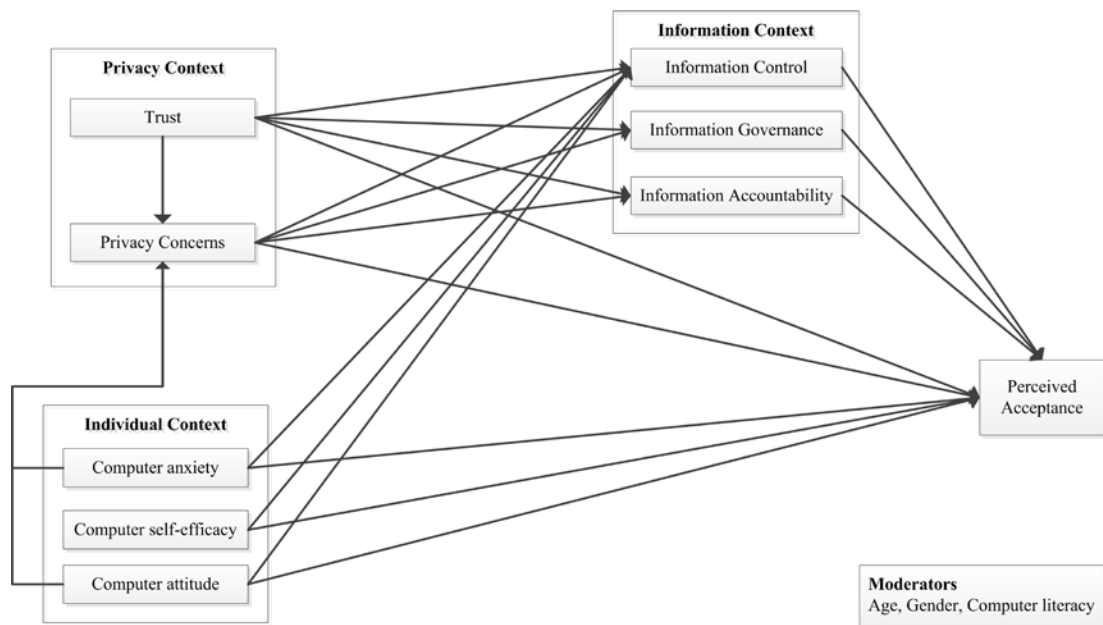 Privacy Context
Trust
Privacy Concerns
Information Context
Information Control
Information Governance
Information Accountability
Individual Context
Computer anxiety
Computer self-efficacy
Computer attitude
Perceived
Acceptance
Moderators
Age, Gender, Computer literacy